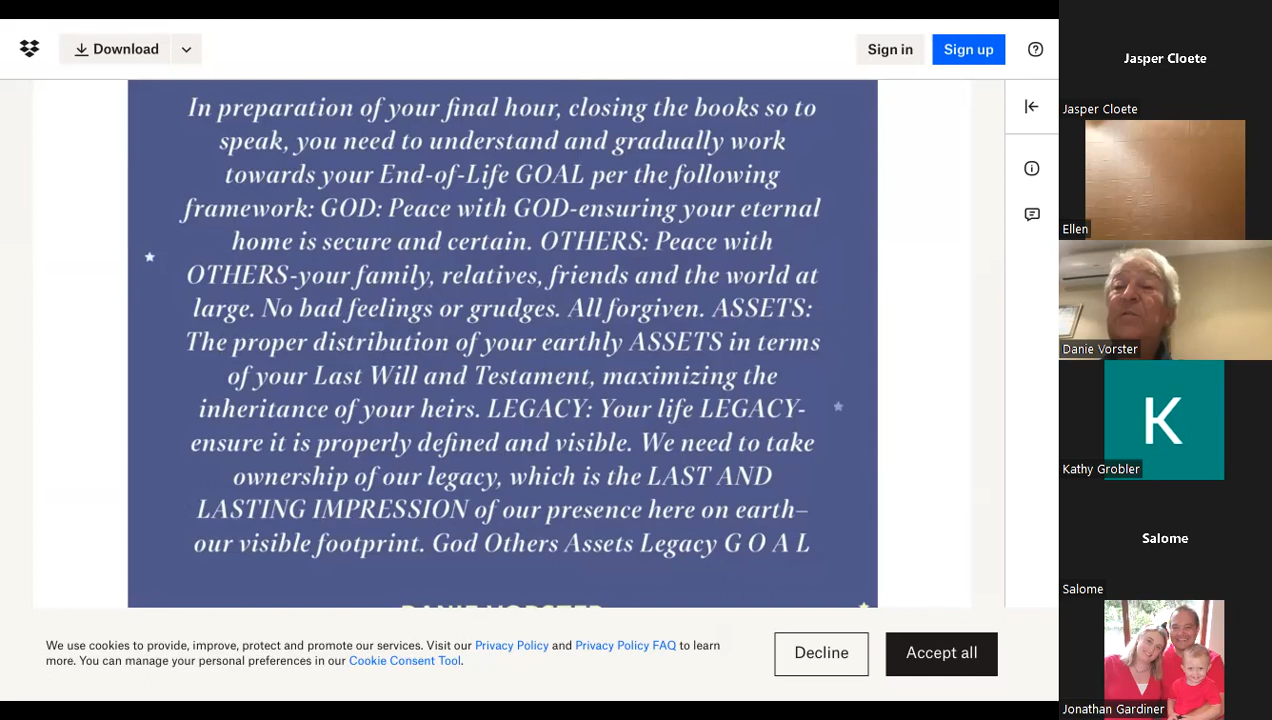 Download
Sign in
Sign up
In preparation of your final hour, closing the books so to
speak, you need to understand and gradually work
towards your End-of-Life GOAL per the following
framework: GOD: Peace with GOD-ensuring your eternal
home is secure and certain. OTHERS: Peace with
OTHERS-your family, relatives, friends and the world at
large. No bad feelings or grudges. All forgiven. ASSETS:
The proper distribution of your earthly ASSETS in terms
of your Last Will and Testament, maximizing the
inheritance of your heirs. LEGACY: Your life LEGACY-
ensure it is properly defined and visible. We need to take
ownership of our legacy, which is the LAST AND
LASTING IMPRESSION of our presence here on earth–
our visible footprint. God Others Assets Legacy G O A L
DANIE VORSTER
We use cookies to provide, improve, protect and promote our services. Visit our Privacy Policy and Privacy Policy FAQ to learn
more. You can manage your personal preferences in our Cookie Consent Tool.
Decline
Accept all
Jasper Cloete
Jasper Cloete
Ellen
Danie Vorster
K
Kathy Grobler
Salome
Salome
Jonathan Gardiner